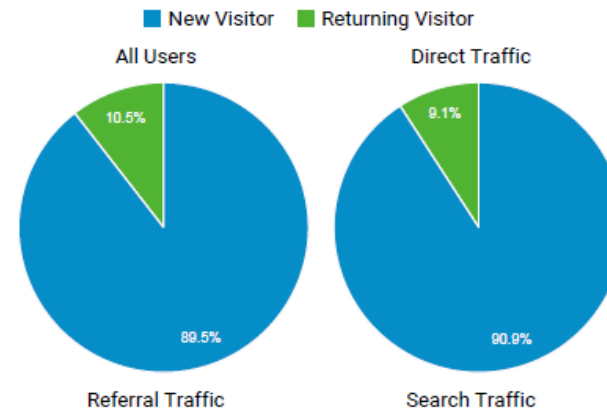 New Visitor Returning Visitor
All Users Direct Traffic
10.5% 9.1%
89.5% 90.9%
Referral Traffic Search Traffic